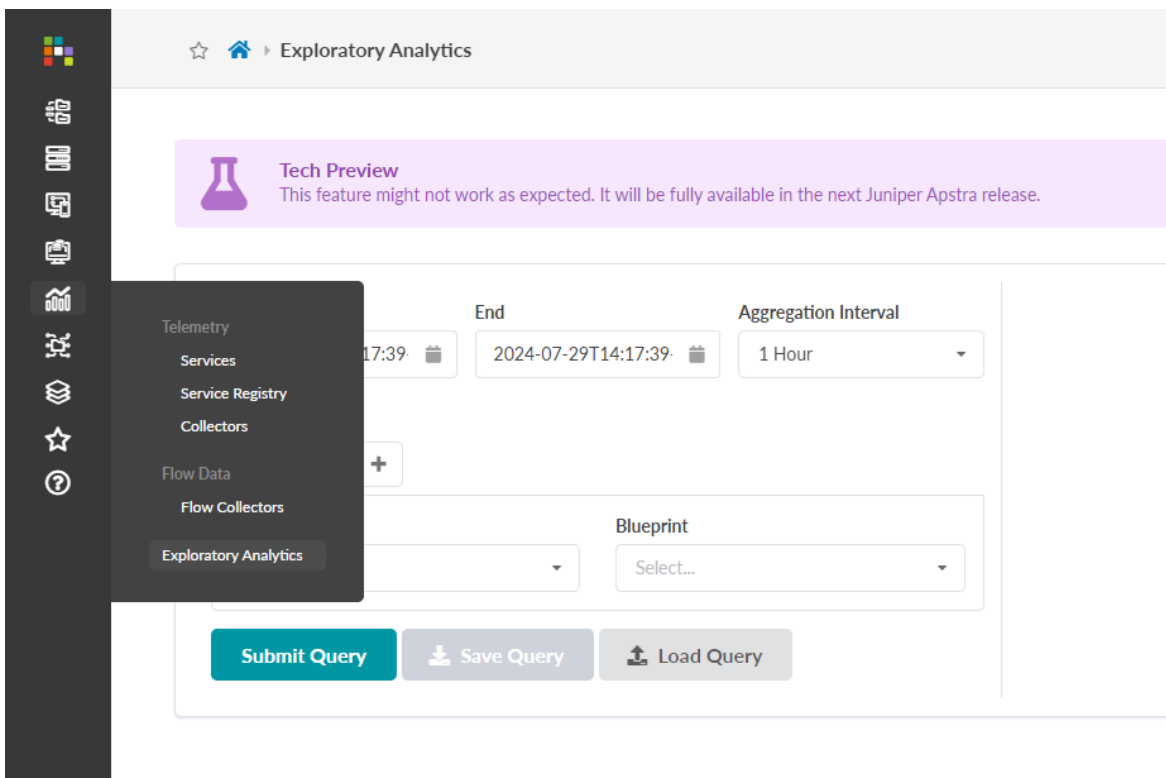 Exploratory Analytics
Tech Preview
This feature might not work as expected. It will be fully available in the next Juniper Apstra release.
Telemetry
Services
Service Registry
Collectors
Flow Data
Flow Collectors
Exploratory Analytics
End
Aggregation Interval
17:39
2024-07-29T14:17:39
1 Hour
Blueprint
Select...
Submit Query
Save Query
Load Query